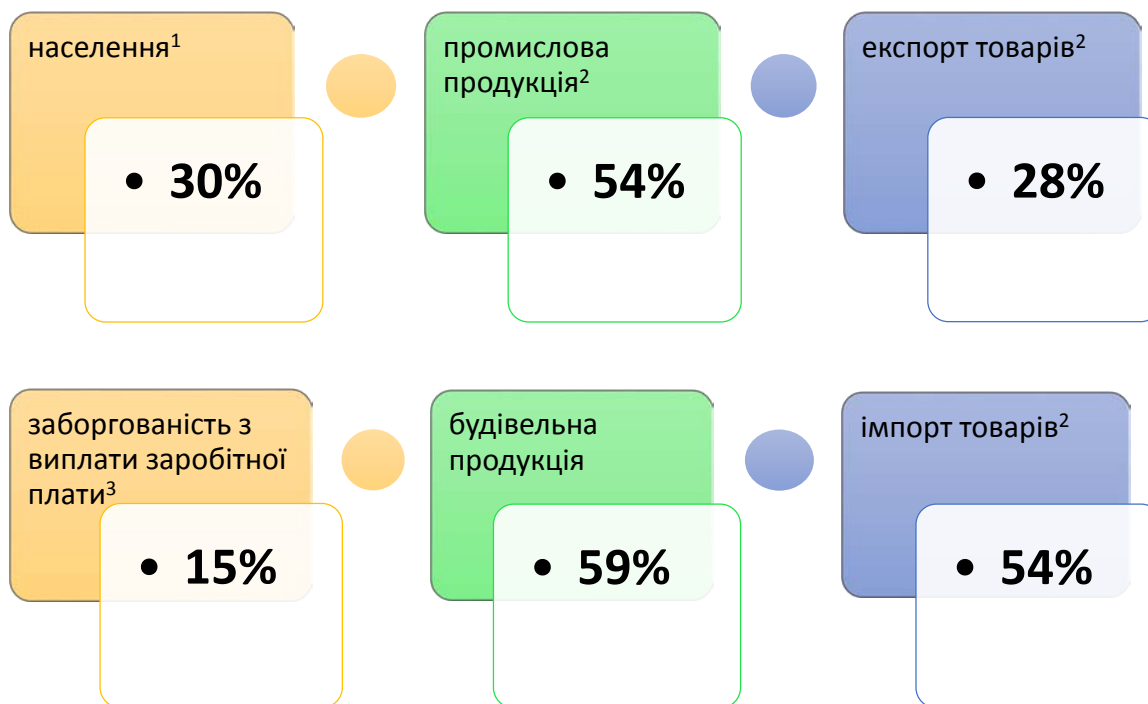 населення¹
• 30%
промислова
продукція²
• 54%
експорт товарів²
• 28%
заборгованість з
виплати заробітної
плати³
• 15%
будівельна
продукція
• 59%
імпорт товарів²
• 54%